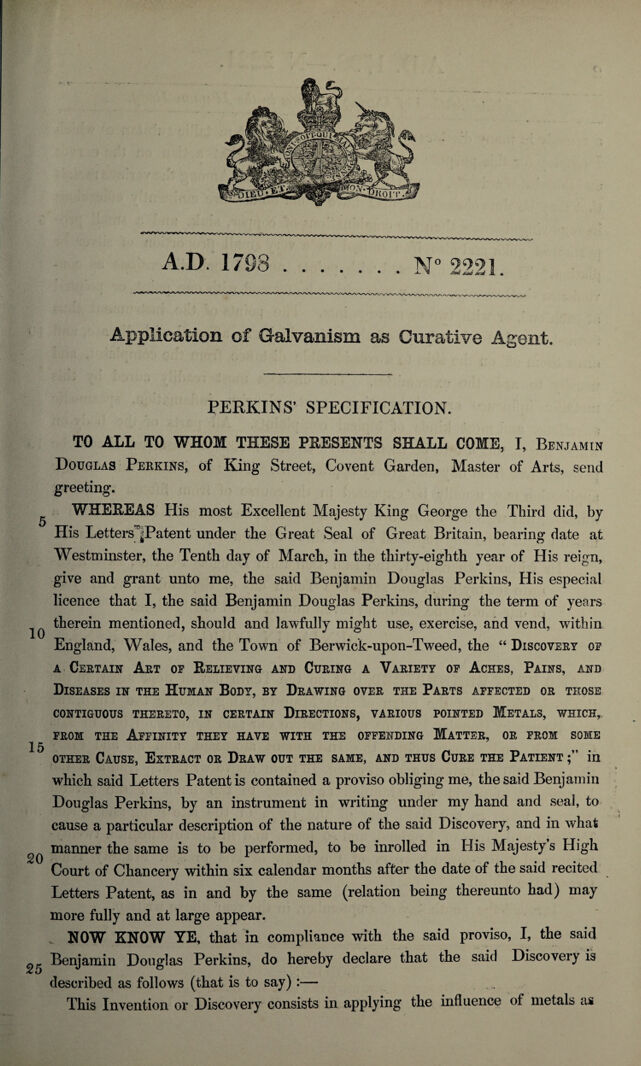 HONI SOIT QUI MAL
DIEU ET MON DROIT
A.D. 1798 . . . . . . . . N° 2221.
Application of Galvanism as Curative Agent.
PERKINS' SPECIFICATION.
TO ALL TO WHOM THESE PRESENTS SHALL COME, I, BENJAMIN
DOUGLAS PERKINS, of King Street, Covent Garden, Master of Arts, send
greeting.
5 WHEREAS His most Excellent Majesty King George the Third did, by
His Letters Patent under the Great Seal of Great Britain, bearing date at
Westminster, the Tenth day of March, in the thirty-eighth year of His reign,
give and grant unto me, the said Benjamin Douglas Perkins, His especial
licence that I, the said Benjamin Douglas Perkins, during the term of years
10 therein mentioned, should and lawfully might use, exercise, and vend, within
England, Wales, and the Town of Berwick-upon-Tweed, the “ DISCOVERY OF
A CERTAIN ART OF RELIEVING AND CURING A VARIETY OF ACHES, PAINS, AND
DISEASES IN THE HUMAN BODY, BY DRAWING OVER THE PARTS AFFECTED OR THOSE
CONTIGUOUS THERETO, IN CERTAIN DIRECTIONS, VARIOUS POINTED METALS, WHICH,
FROM THE AFFINITY THEY HAVE WITH THE OFFENDING MATTER, OR FROM SOME
15 OTHER CAUSE, EXTRACT OR DRAW OUT THE SAME, AND THUS CURE THE PATIENT ;” in
which said Letters Patent is contained a proviso obliging me, the said Benjamin
Douglas Perkins, by an instrument in writing under my hand and seal, to
cause a particular description of the nature of the said Discovery, and in what
manner the same is to be performed, to be inrolled in His Majesty's High
20 Court of Chancery within six calendar months after the date of the said recited
Letters Patent, as in and by the same (relation being thereunto had) may
more fully and at large appear.
NOW KNOW YE, that in compliance with the said proviso, I, the said
25 Benjamin Douglas Perkins, do hereby declare that the said Discovery is
described as follows (that is to say) :—
This Invention or Discovery consists in applying the influence of metals as